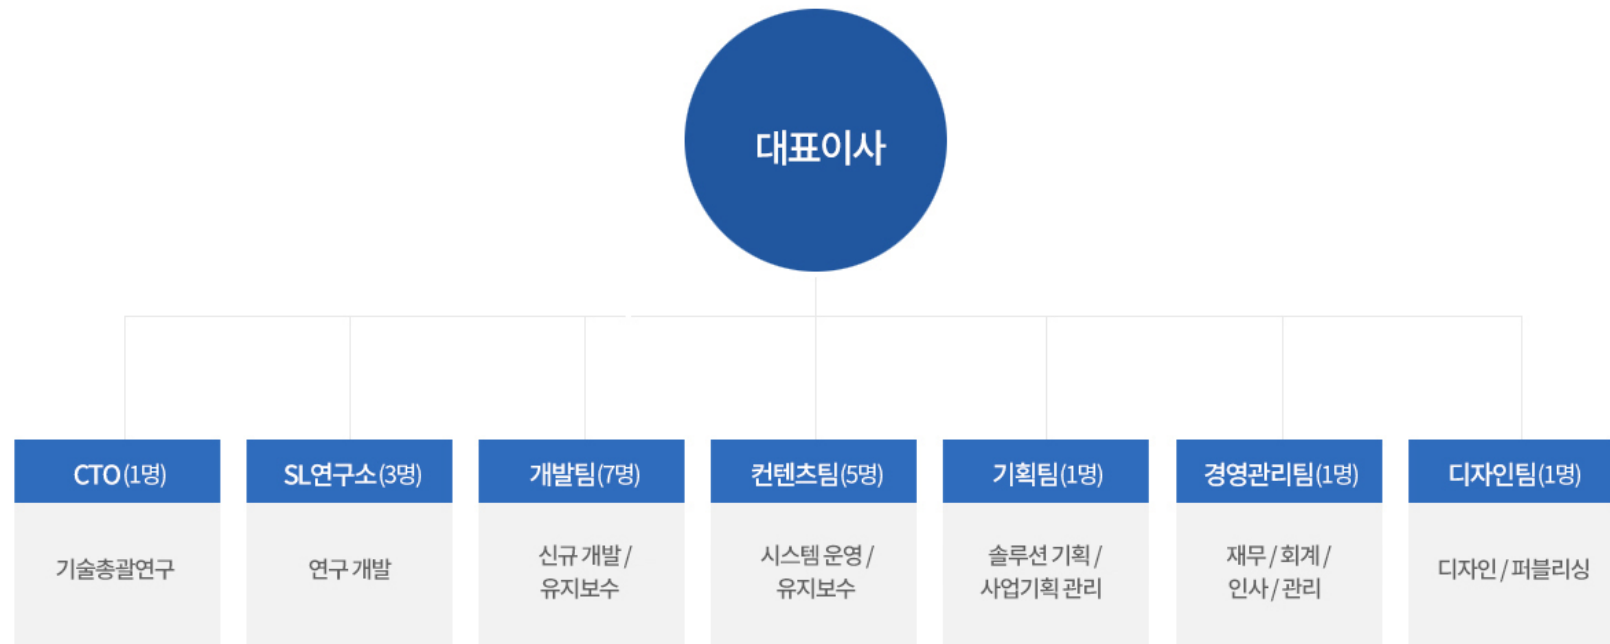 대표이사
CTO(1명)
기술총괄연구
SL연구소(3명)
연구 개발
개발팀(7명)
신규 개발 /
유지보수
컨텐츠팀(5명)
시스템 운영 /
유지보수
기획팀(1명)
솔루션 기획 /
사업기획 관리
경영관리팀(1명)
재무 / 회계 /
인사 / 관리
디자인팀(1명)
디자인 / 퍼블리싱